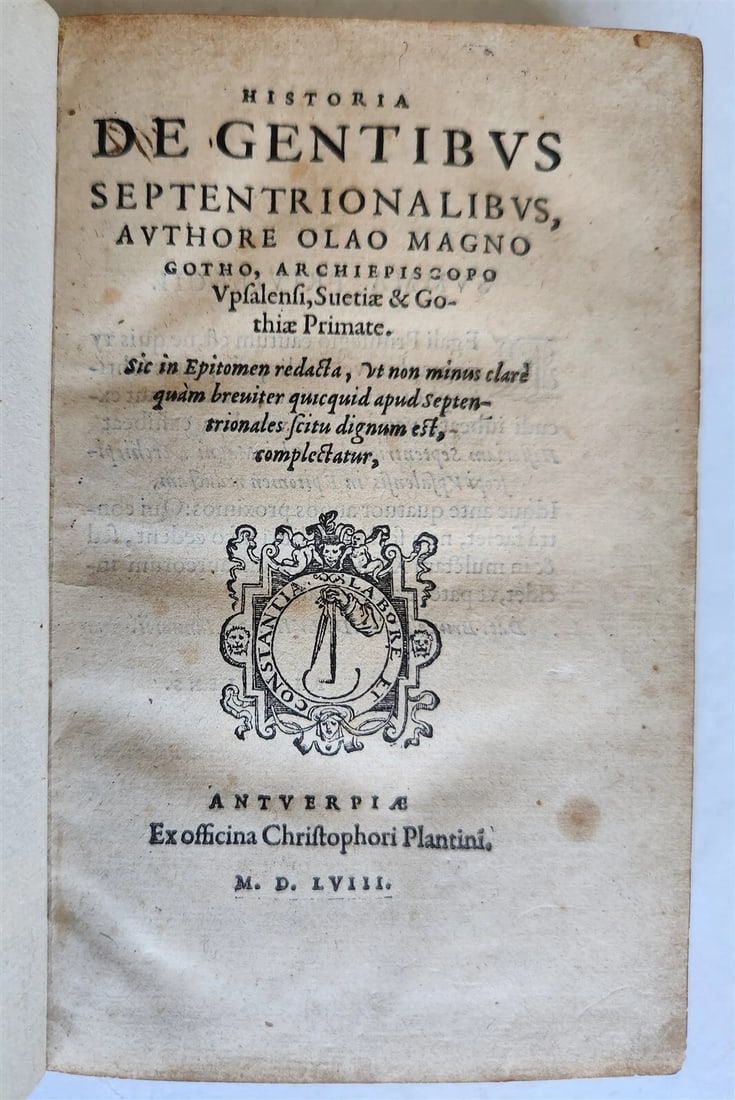 HISTORIA
DE GENTIBVS
SEPTENTRIONALIBVS,
AVTHORE OLAO MAGNO
GOTHO, ARCHIEPISCOPO
Vpſalenſi, Suetiæ & Go-
thiæ Primate.
Sic in Epitomen redacta, vt non minus clarè
quàm breuiter quicquid apud Septen-
trionales ſcitu dignum est,
complectatur,
LABORE ET CONSTANTIA
ANTVERPIÆ
Ex officina Chriſtophori Plantini.
M. D. LVIII.